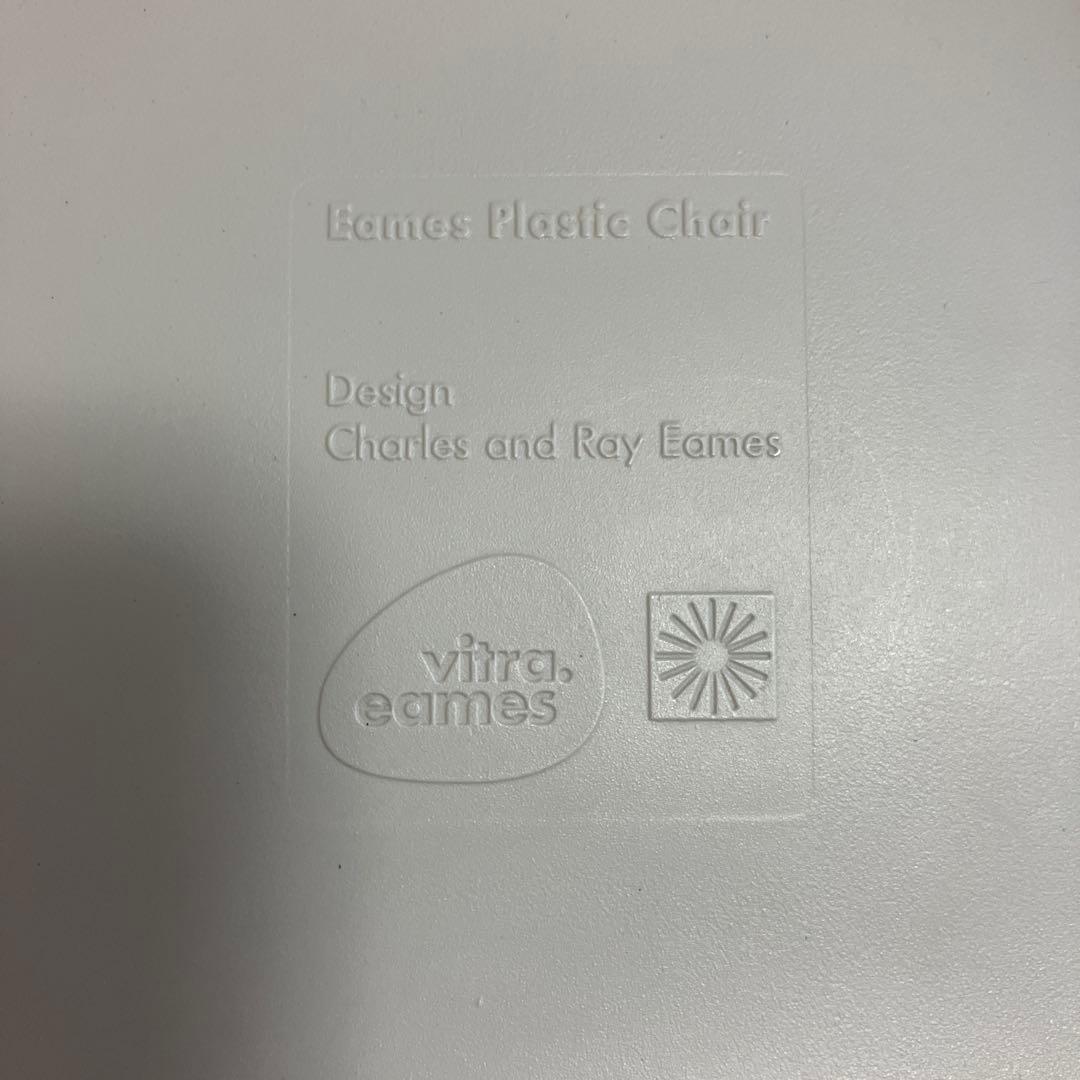 Eames Plastic Chair
Design
Charles and Ray Eames
vitra.
eames